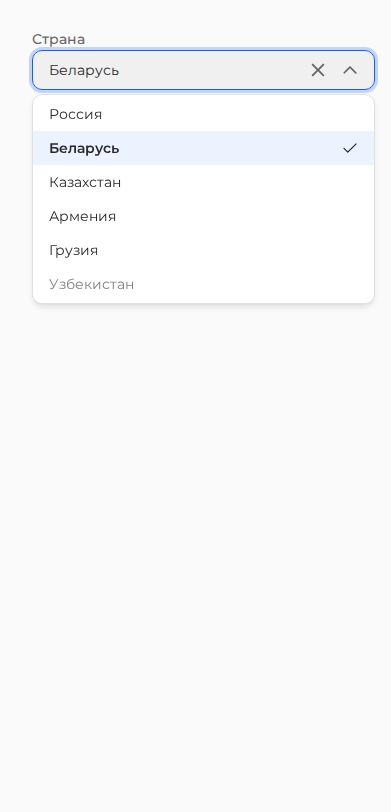 Страна
Беларусь
Россия
Беларусь
Казахстан
Армения
Грузия
Узбекистан